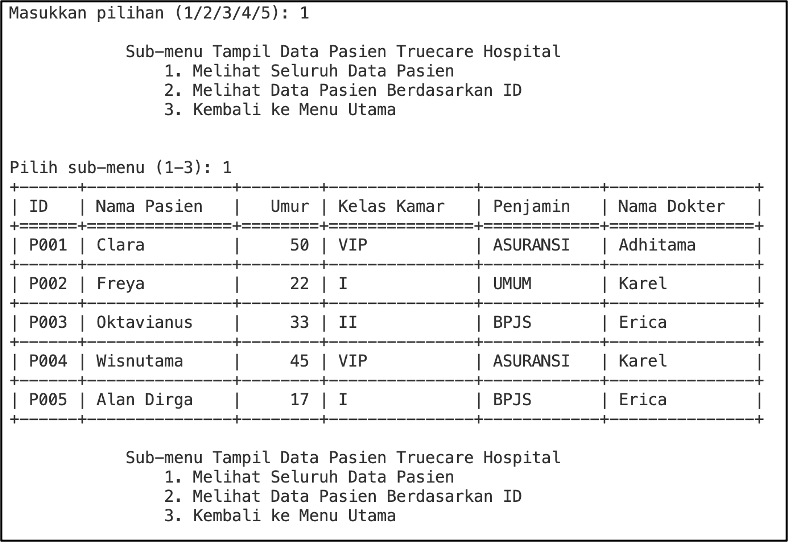 Masukkan pilihan (1/2/3/4/5): 1
Sub-menu Tampil Data Pasien Truecare Hospital
1. Melihat Seluruh Data Pasien
2. Melihat Data Pasien Berdasarkan ID
3. Kembali ke Menu Utama
Pilih sub-menu (1-3): 1
+------+---------------+--------+---------------+------------+---------------+
| ID | Nama Pasien | Umur | Kelas Kamar | Penjamin | Nama Dokter |
+======+===============+========+===============+============+===============+
| P001 | Clara | 50 | VIP | ASURANSI | Adhitama |
+------+---------------+--------+---------------+------------+---------------+
| P002 | Freya | 22 | I | UMUM | Karel |
+------+---------------+--------+---------------+------------+---------------+
| P003 | Oktavianus | 33 | II | BPJS | Erica |
+------+---------------+--------+---------------+------------+---------------+
| P004 | Wisnutama | 45 | VIP | ASURANSI | Karel |
+------+---------------+--------+---------------+------------+---------------+
| P005 | Alan Dirga | 17 | I | BPJS | Erica |
+------+---------------+--------+---------------+------------+---------------+
Sub-menu Tampil Data Pasien Truecare Hospital
1. Melihat Seluruh Data Pasien
2. Melihat Data Pasien Berdasarkan ID
3. Kembali ke Menu Utama